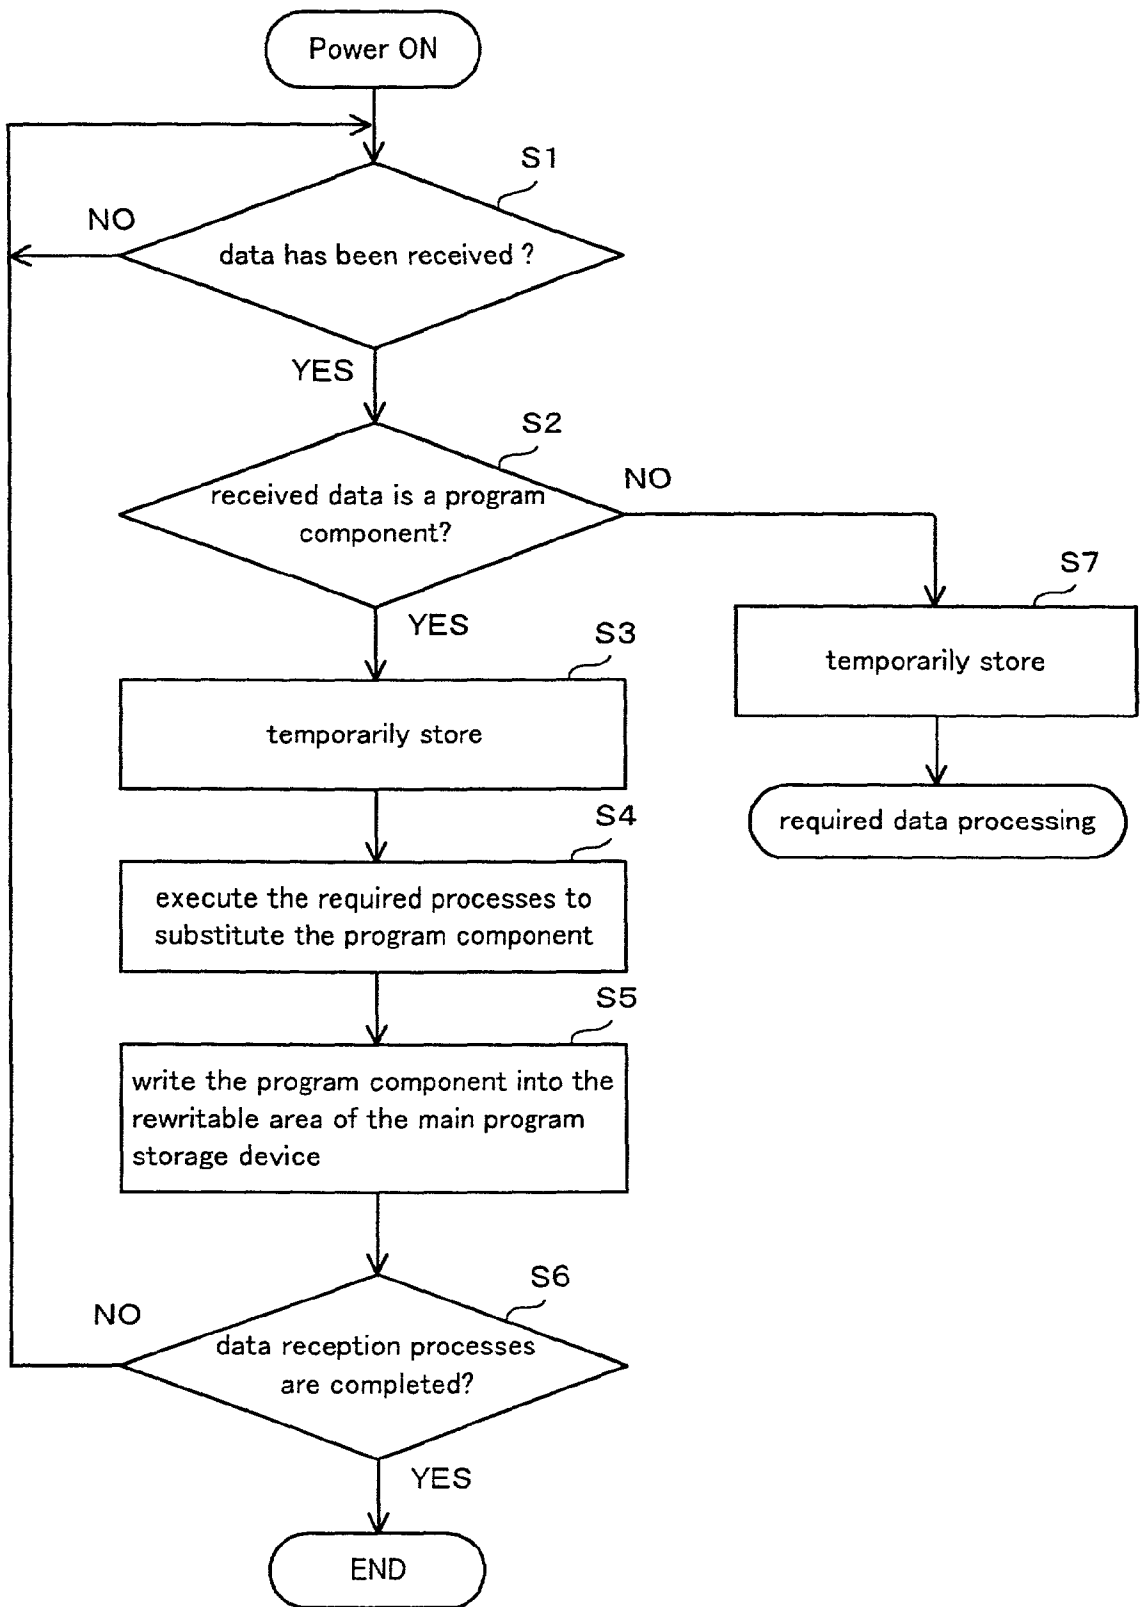 Power ON
S1
NO
data has been received ?
YES
S2
NO
received data is a program
component?
S7
YES
S3
temporarily store
temporarily store
S4
required data processing
execute the required processes to
substitute the program component
S5
write the program component into the
rewritable area of the main program
storage device
S6
NO
data reception processes
are completed?
YES
END